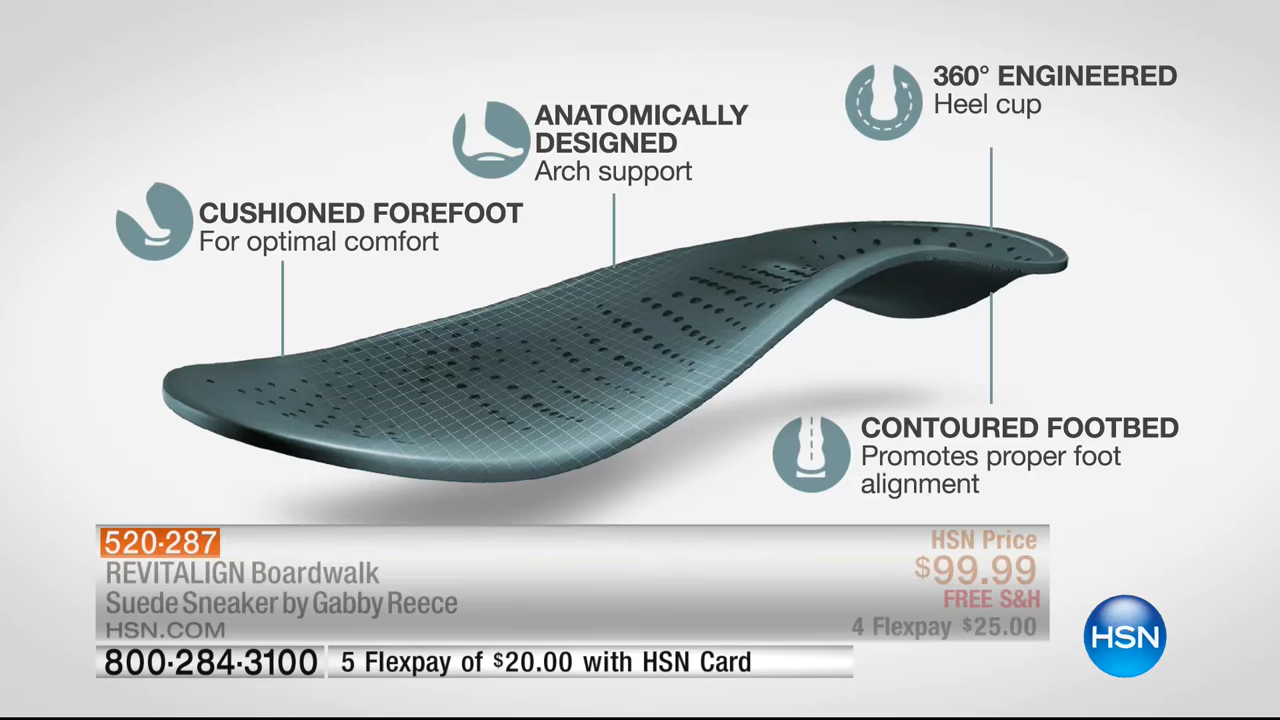 360° ENGINEERED
Heel cup
ANATOMICALLY
DESIGNED
Arch support
CUSHIONED FOREFOOT
For optimal comfort
CONTOURED FOOTBED
Promotes proper foot
alignment
520-287
REVITALIGN Boardwalk
Suede Sneaker by Gabby Reece
HSN.COM
HSN Price
$99.99
FREE S&H
4 Flexpay $25.00
800-284-3100
5 Flexpay of $20.00 with HSN Card
HSN